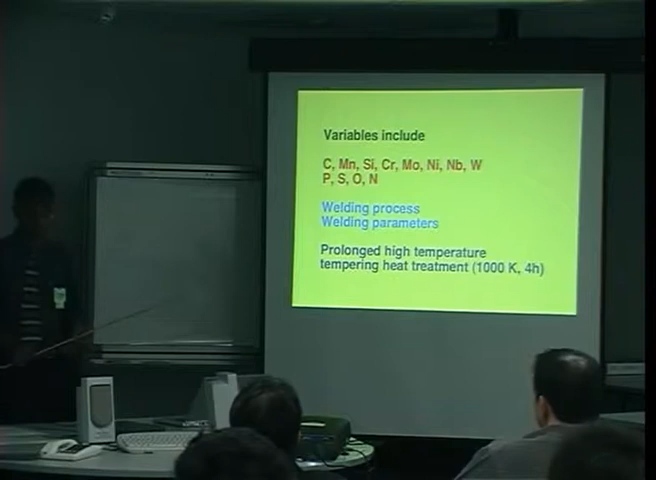 Variables include
C, Mn, Si, Cr, Mo, Ni, Nb, W
P, S, O, N
Welding process
Welding parameters
Prolonged high temperature
tempering heat treatment (1000 K, 4h)